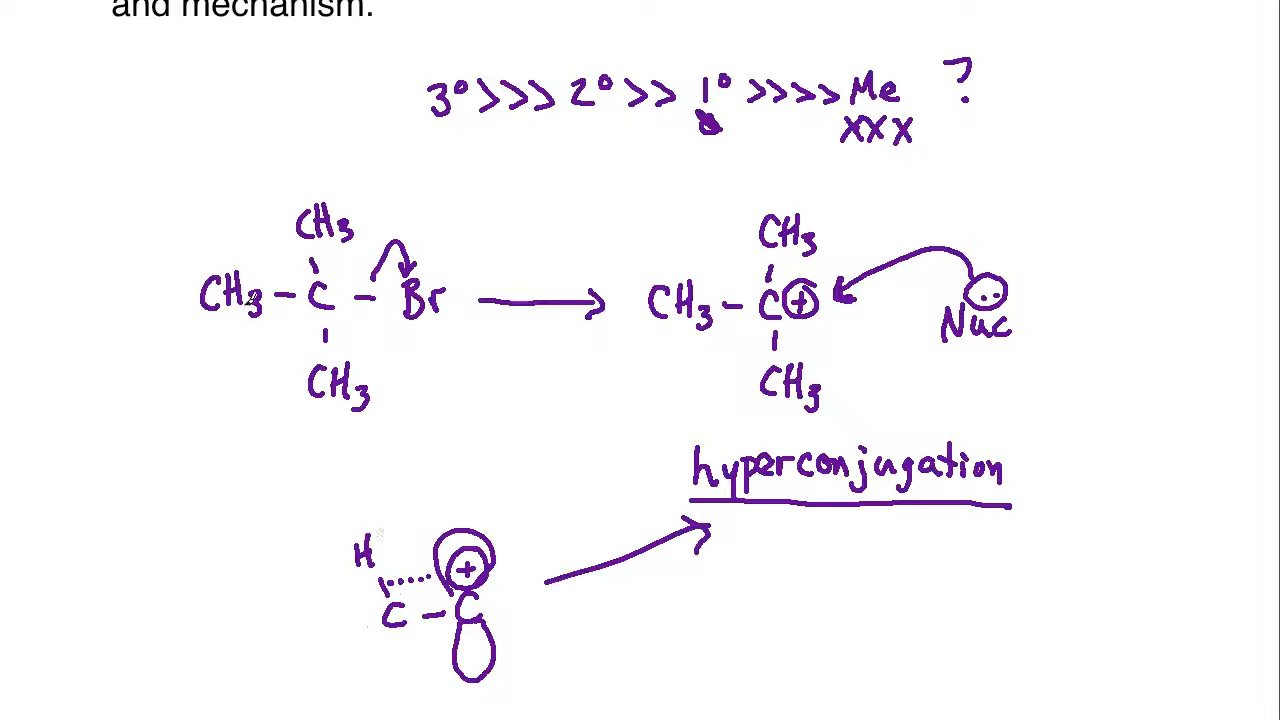 and mechanism.
3° >>> 2° >> 1° >>>> Me ?
XXX
CH3
CH3 - C - Br
CH3
CH3
CH3 - C +
CH3
Nuc
hyperconjugation
H +
C - C